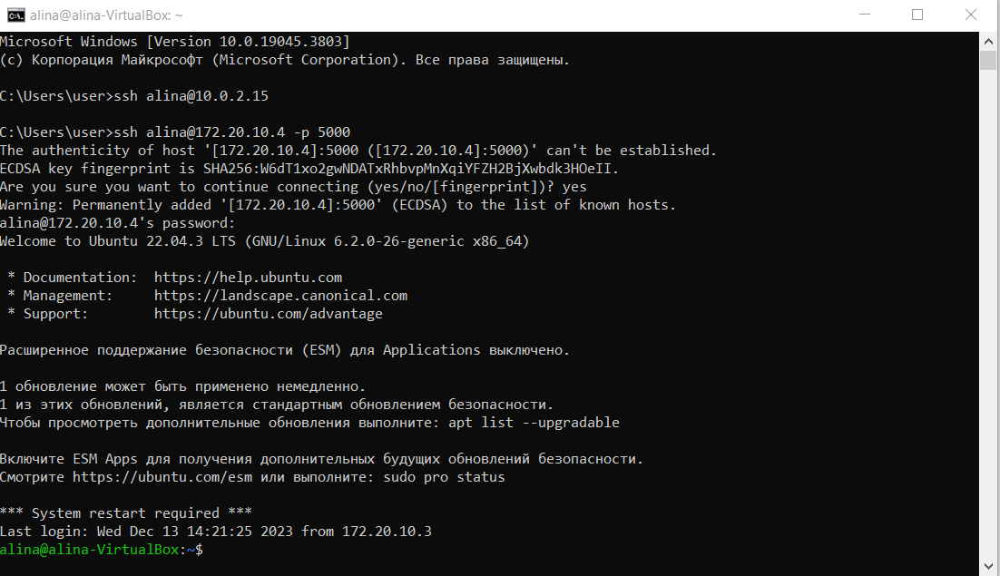 alina@alina-VirtualBox: ~
Microsoft Windows [Version 10.0.19045.3803]
(c) Корпорация Майкрософт (Microsoft Corporation). Все права защищены.
C:\Users\user>ssh alina@10.0.2.15
C:\Users\user>ssh alina@172.20.10.4 -p 5000
The authenticity of host '[172.20.10.4]:5000 ([172.20.10.4]:5000)' can't be established.
ECDSA key fingerprint is SHA256:W6dT1xo2gwNDATxRhbvpMnXqiYFZH2BjXwbdk3HOeII.
Are you sure you want to continue connecting (yes/no/[fingerprint])? yes
Warning: Permanently added '[172.20.10.4]:5000' (ECDSA) to the list of known hosts.
alina@172.20.10.4's password:
Welcome to Ubuntu 22.04.3 LTS (GNU/Linux 6.2.0-26-generic x86_64)
* Documentation:  https://help.ubuntu.com
* Management:     https://landscape.canonical.com
* Support:        https://ubuntu.com/advantage
Расширенное поддержание безопасности (ESM) для Applications выключено.
1 обновление может быть применено немедленно.
1 из этих обновлений, является стандартным обновлением безопасности.
Чтобы просмотреть дополнительные обновления выполните: apt list --upgradable
Включите ESM Apps для получения дополнительных будущих обновлений безопасности.
Смотрите https://ubuntu.com/esm или выполните: sudo pro status
*** System restart required ***
Last login: Wed Dec 13 14:21:25 2023 from 172.20.10.3
alina@alina-VirtualBox:~$